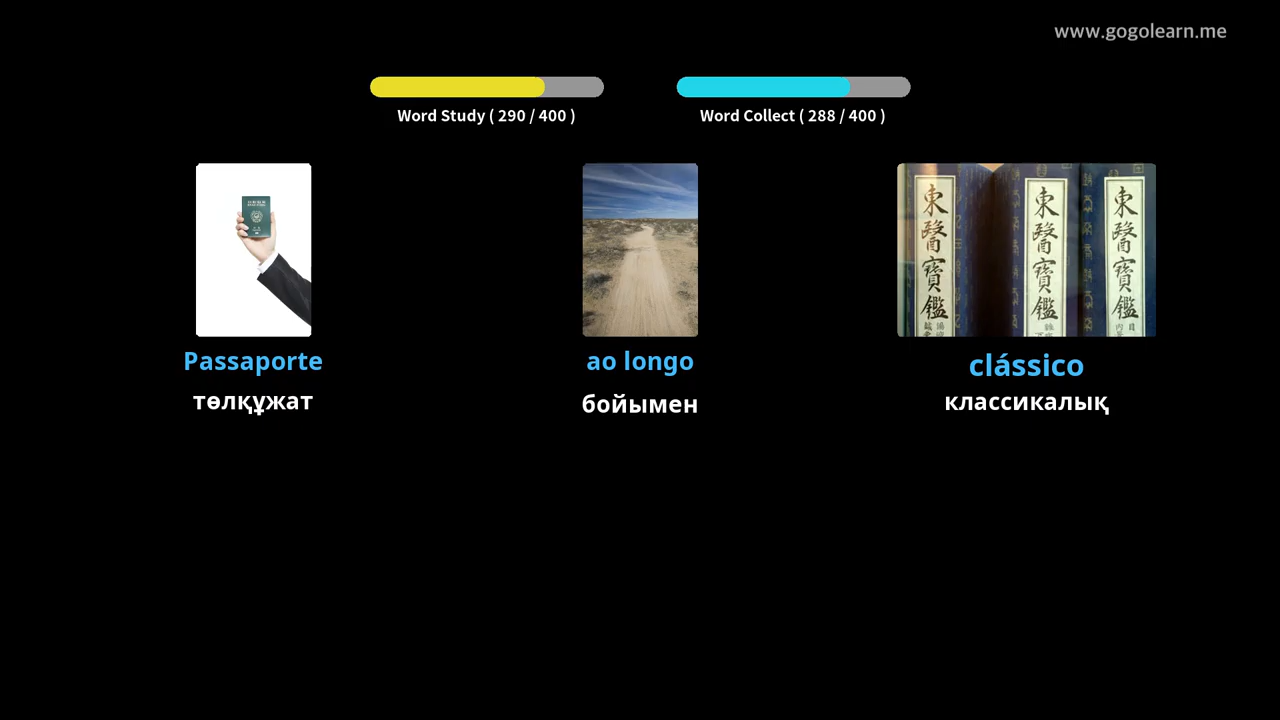 www.gogolearn.me
Word Study ( 290 / 400 )
Word Collect ( 288 / 400 )
東醫寶鑑
東醫寶鑑
東醫寶鑑
Passaporte
ao longo
clássico
төлқұжат
бойымен
классикалық